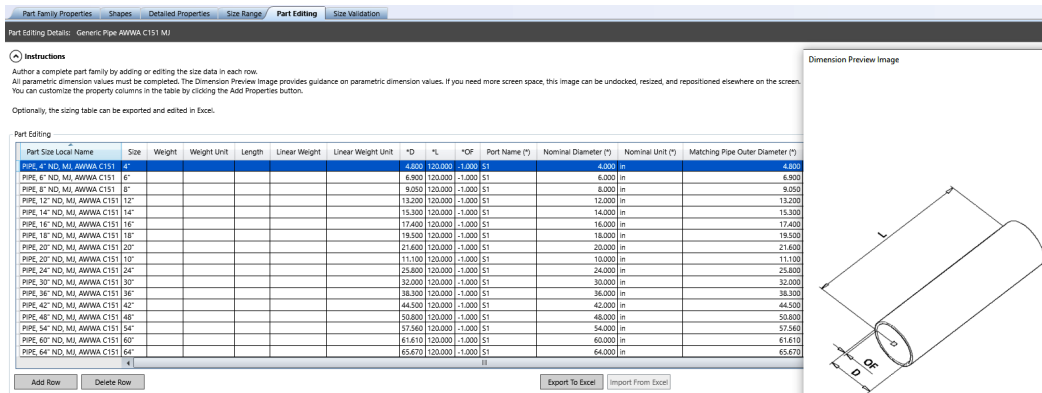 Part Family Properties Shapes Detailed Properties Size Range Part Editing Size Validation
Part Editing Details: Generic Pipe AWWA C151 MJ
Instructions
Author a complete part family by adding or editing the size data in each row.
All parametric dimension values must be completed. The Dimension Preview Image provides guidance on parametric dimension values. If you need more screen space, this image can be undocked, resized, and repositioned elsewhere on the screen.
You can customize the property columns in the table by clicking the Add Properties button.
Optionally, the sizing table can be exported and edited in Excel.
Part Editing
Part Size Local Name Size Weight Weight Unit Length Linear Weight Linear Weight Unit *D *L *OF Port Name (*) Nominal Diameter (*) Nominal Unit (*) Matching Pipe Outer Diameter (*)
PIPE, 4" ND, MJ, AWWA C151 4" 4.800 120.000 -1.000 S1 4.000 in 4.800
PIPE, 6" ND, MJ, AWWA C151 6" 6.900 120.000 -1.000 S1 6.000 in 6.900
PIPE, 8" ND, MJ, AWWA C151 8" 9.050 120.000 -1.000 S1 8.000 in 9.050
PIPE, 12" ND, MJ, AWWA C151 12" 13.200 120.000 -1.000 S1 12.000 in 13.200
PIPE, 14" ND, MJ, AWWA C151 14" 15.300 120.000 -1.000 S1 14.000 in 15.300
PIPE, 16" ND, MJ, AWWA C151 16" 17.400 120.000 -1.000 S1 16.000 in 17.400
PIPE, 18" ND, MJ, AWWA C151 18" 19.500 120.000 -1.000 S1 18.000 in 19.500
PIPE, 20" ND, MJ, AWWA C151 20" 21.600 120.000 -1.000 S1 20.000 in 21.600
PIPE, 20" ND, MJ, AWWA C151 10" 11.100 120.000 -1.000 S1 10.000 in 11.100
PIPE, 24" ND, MJ, AWWA C151 24" 25.800 120.000 -1.000 S1 24.000 in 25.800
PIPE, 30" ND, MJ, AWWA C151 30" 32.000 120.000 -1.000 S1 30.000 in 32.000
PIPE, 36" ND, MJ, AWWA C151 36" 38.300 120.000 -1.000 S1 36.000 in 38.300
PIPE, 42" ND, MJ, AWWA C151 42" 44.500 120.000 -1.000 S1 42.000 in 44.500
PIPE, 48" ND, MJ, AWWA C151 48" 50.800 120.000 -1.000 S1 48.000 in 50.800
PIPE, 54" ND, MJ, AWWA C151 54" 57.560 120.000 -1.000 S1 54.000 in 57.560
PIPE, 60" ND, MJ, AWWA C151 60" 61.610 120.000 -1.000 S1 60.000 in 61.610
PIPE, 64" ND, MJ, AWWA C151 64" 65.670 120.000 -1.000 S1 64.000 in 65.670
Add Row Delete Row Export To Excel Import From Excel
Dimension Preview Image
L
OF
D